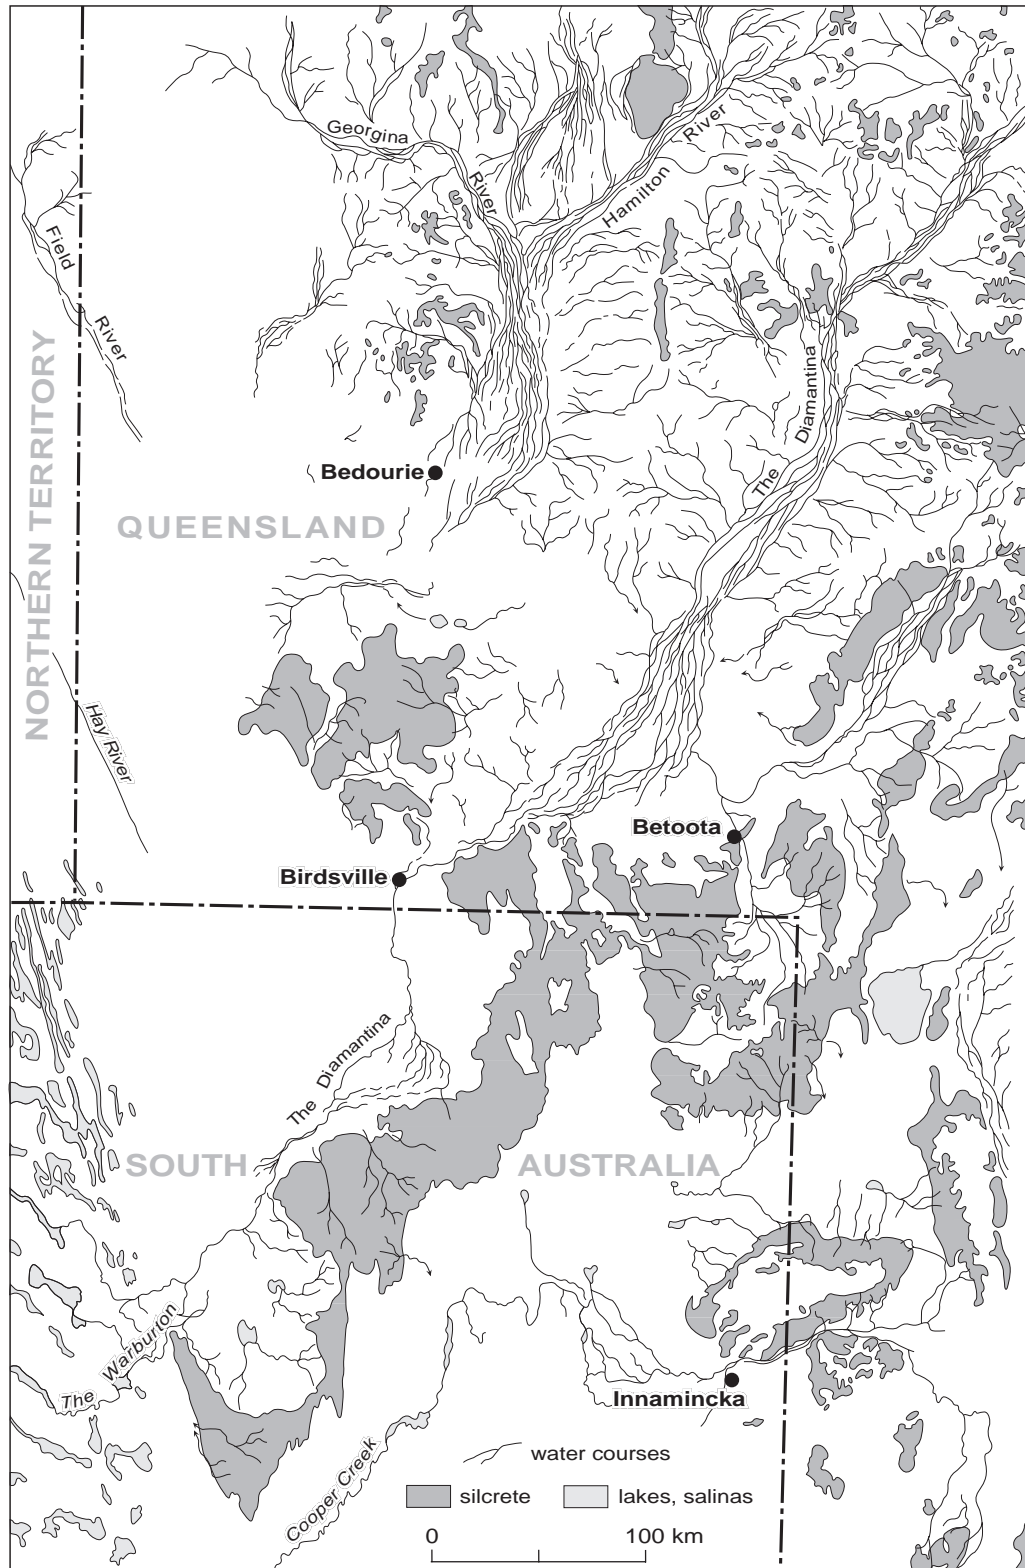 Georgina
River
River
Hamilton
Field
River
Diamantina
The
Bedourie
QUEENSLAND
NORTHERN TERRITORY
Hay River
Betoota
Birdsville
The Diamantina
SOUTH
AUSTRALIA
The Warburton
Innamincka
Cooper Creek
water courses
silcrete
lakes, salinas
0
100 km